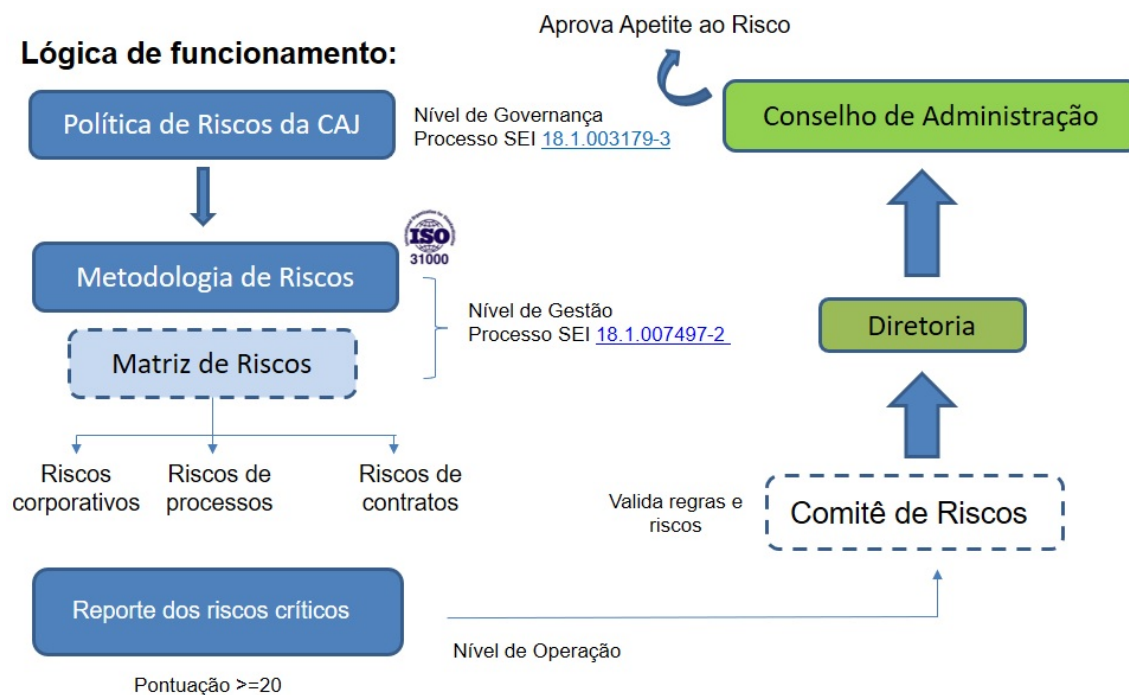 Lógica de funcionamento:
Política de Riscos da CAJ
Nível de Governança
Processo SEI 18.1.003179-3
Metodologia de Riscos
ISO
31000
Nível de Gestão
Processo SEI 18.1.007497-2
Matriz de Riscos
Riscos
corporativos
Riscos de
processos
Riscos de
contratos
Reporte dos riscos críticos
Pontuação >=20
Nível de Operação
Aprova Apetite ao Risco
Conselho de Administração
Diretoria
Valida regras e
riscos
Comitê de Riscos